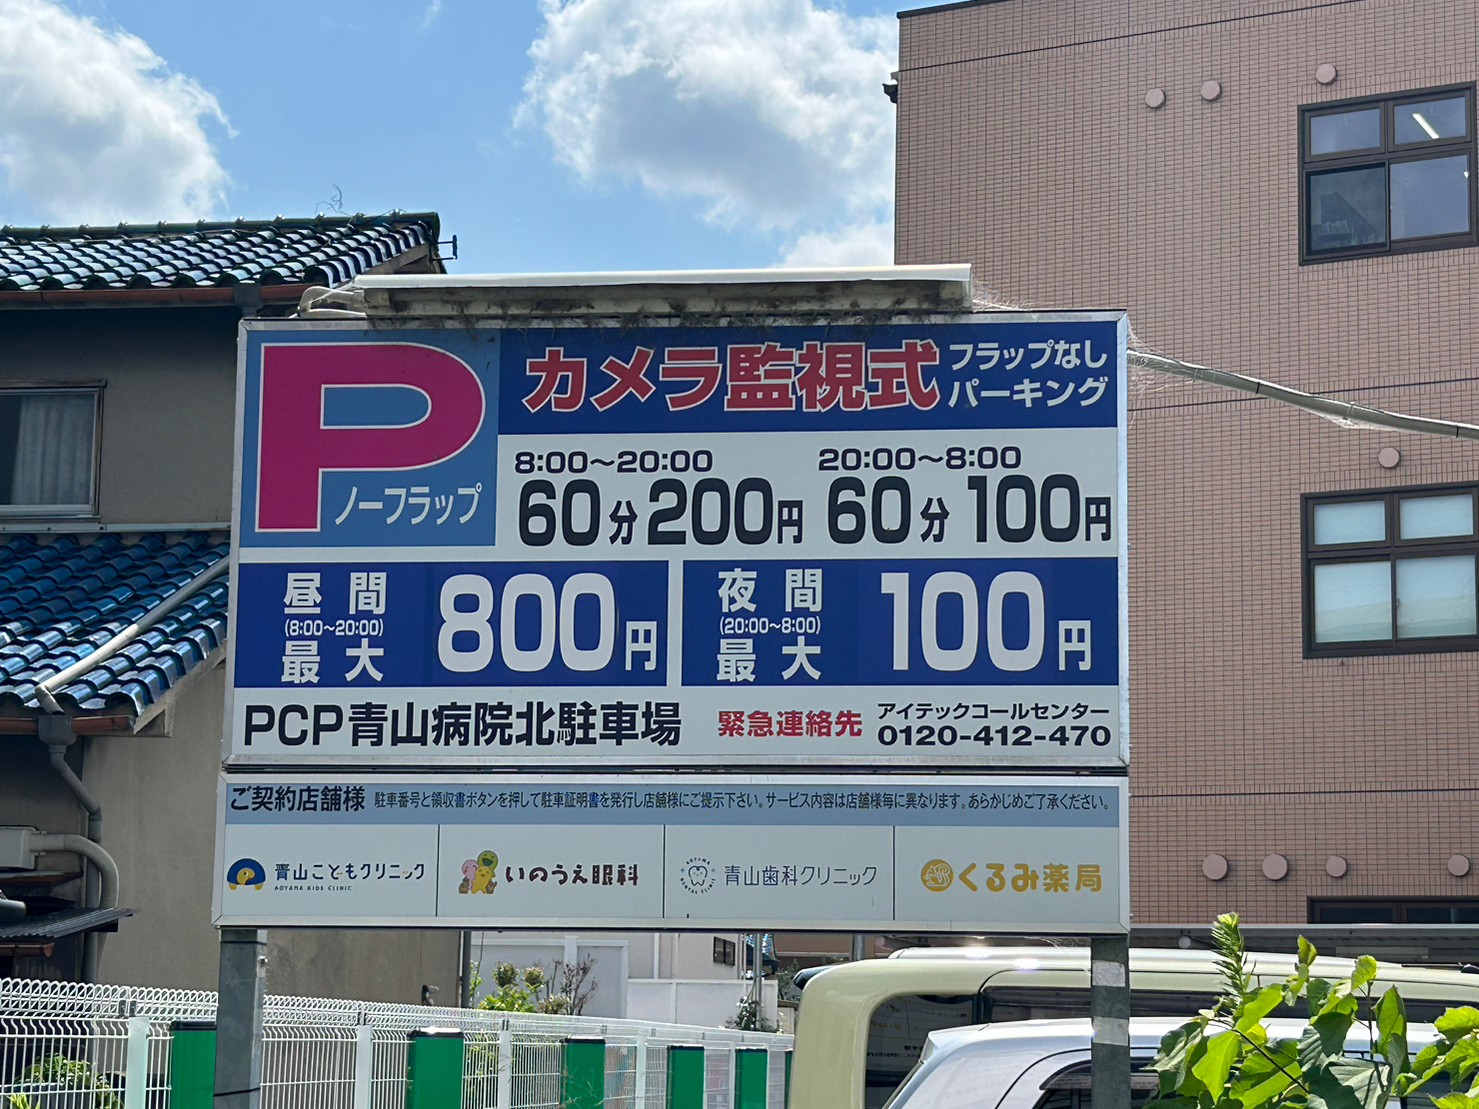 P
ノーフラップ
カメラ監視式
フラップなし
パーキング
8:00～20:00
60分200円
20:00～8:00
60分100円
昼間
(8:00～20:00)
最大
800円
夜間
(20:00～8:00)
最大
100円
PCP青山病院北駐車場
緊急連絡先
アイテックコールセンター
0120-412-470
ご契約店舗様 駐車番号と領収書ボタンを押して駐車証明書を発行し店舗様にご提示下さい。サービス内容は店舗様毎に異なります。あらかじめご了承ください。
青山こどもクリニック
AOYAMA KIDS CLINIC
いのうえ眼科
AOYAMA
DENTAL CLINIC
青山歯科クリニック
くるみ薬局